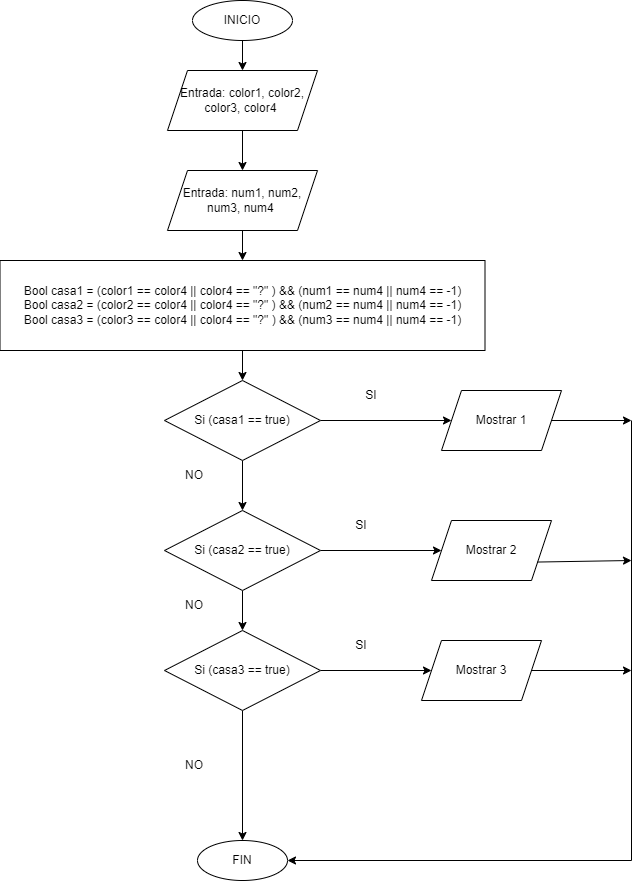 INICIO
Entrada: color1, color2,
color3, color4
Entrada: num1, num2,
num3, num4
Bool casa1 = (color1 == color4 || color4 == "?" ) && (num1 == num4 || num4 == -1)
Bool casa2 = (color2 == color4 || color4 == "?" ) && (num2 == num4 || num4 == -1)
Bool casa3 = (color3 == color4 || color4 == "?" ) && (num3 == num4 || num4 == -1)
SI
Si (casa1 == true)
Mostrar 1
NO
SI
Si (casa2 == true)
Mostrar 2
NO
SI
Si (casa3 == true)
Mostrar 3
NO
FIN